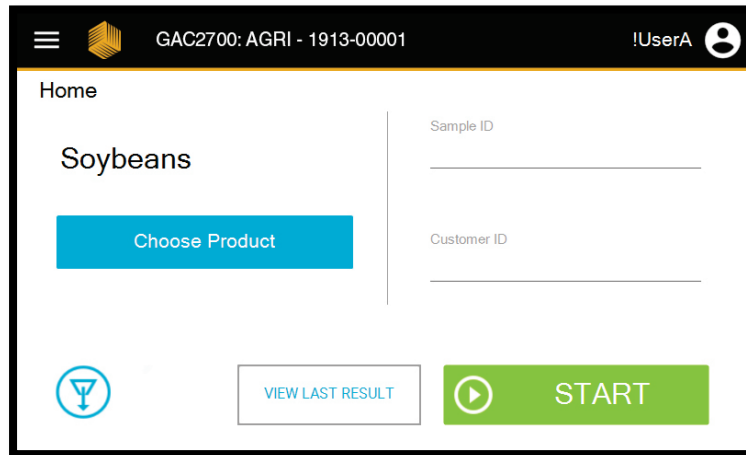 GAC2700: AGRI - 1913-00001
!UserA
Home
Soybeans
Choose Product
Sample ID
Customer ID
VIEW LAST RESULT
START